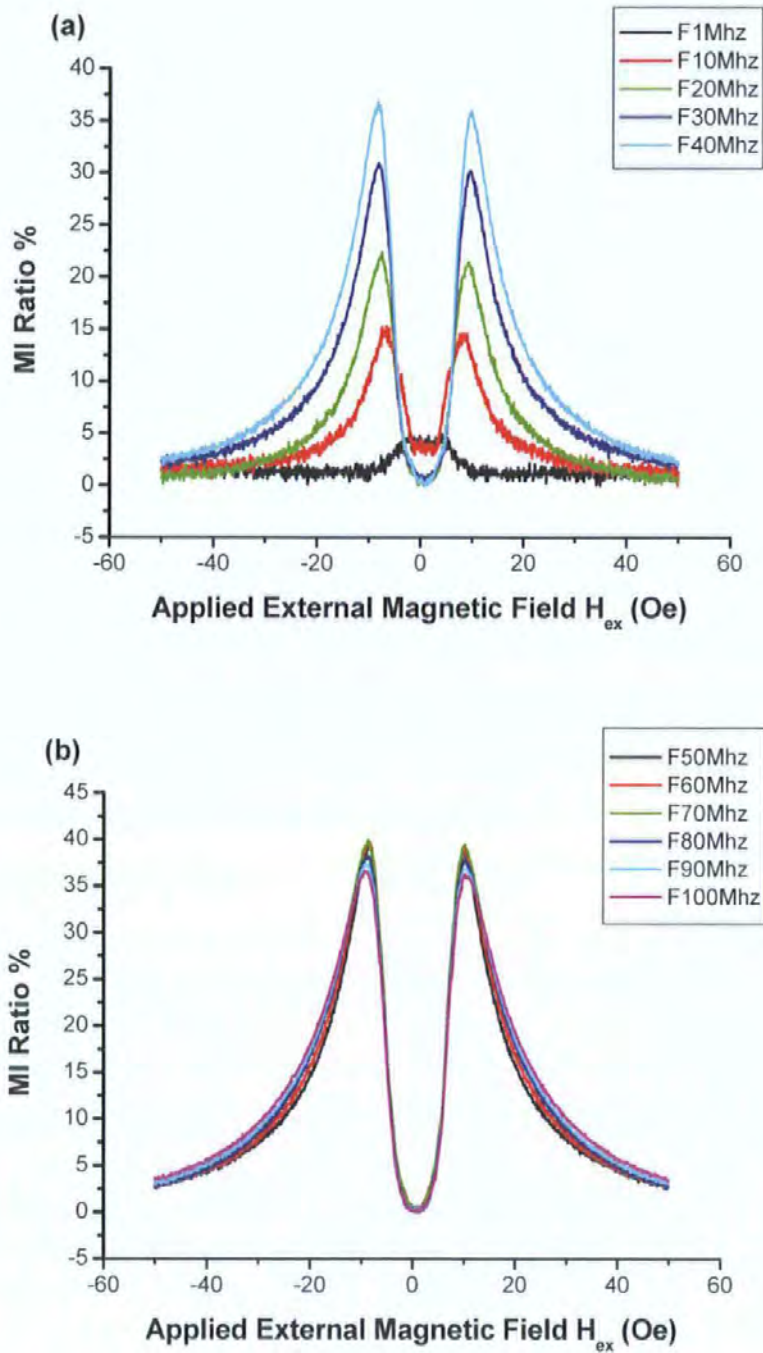 (a)
F1Mhz
F10Mhz
F20Mhz
F30Mhz
F40Mhz
40
35
30
25
20
15
10
5
0
-5
MI Ratio %
-60
-40
-20
0
20
40
60
Applied External Magnetic Field Hex (Oe)
(b)
F50Mhz
F60Mhz
F70Mhz
F80Mhz
F90Mhz
F100Mhz
45
40
35
30
25
20
15
10
5
0
-5
MI Ratio %
-60
-40
-20
0
20
40
60
Applied External Magnetic Field Hex (Oe)